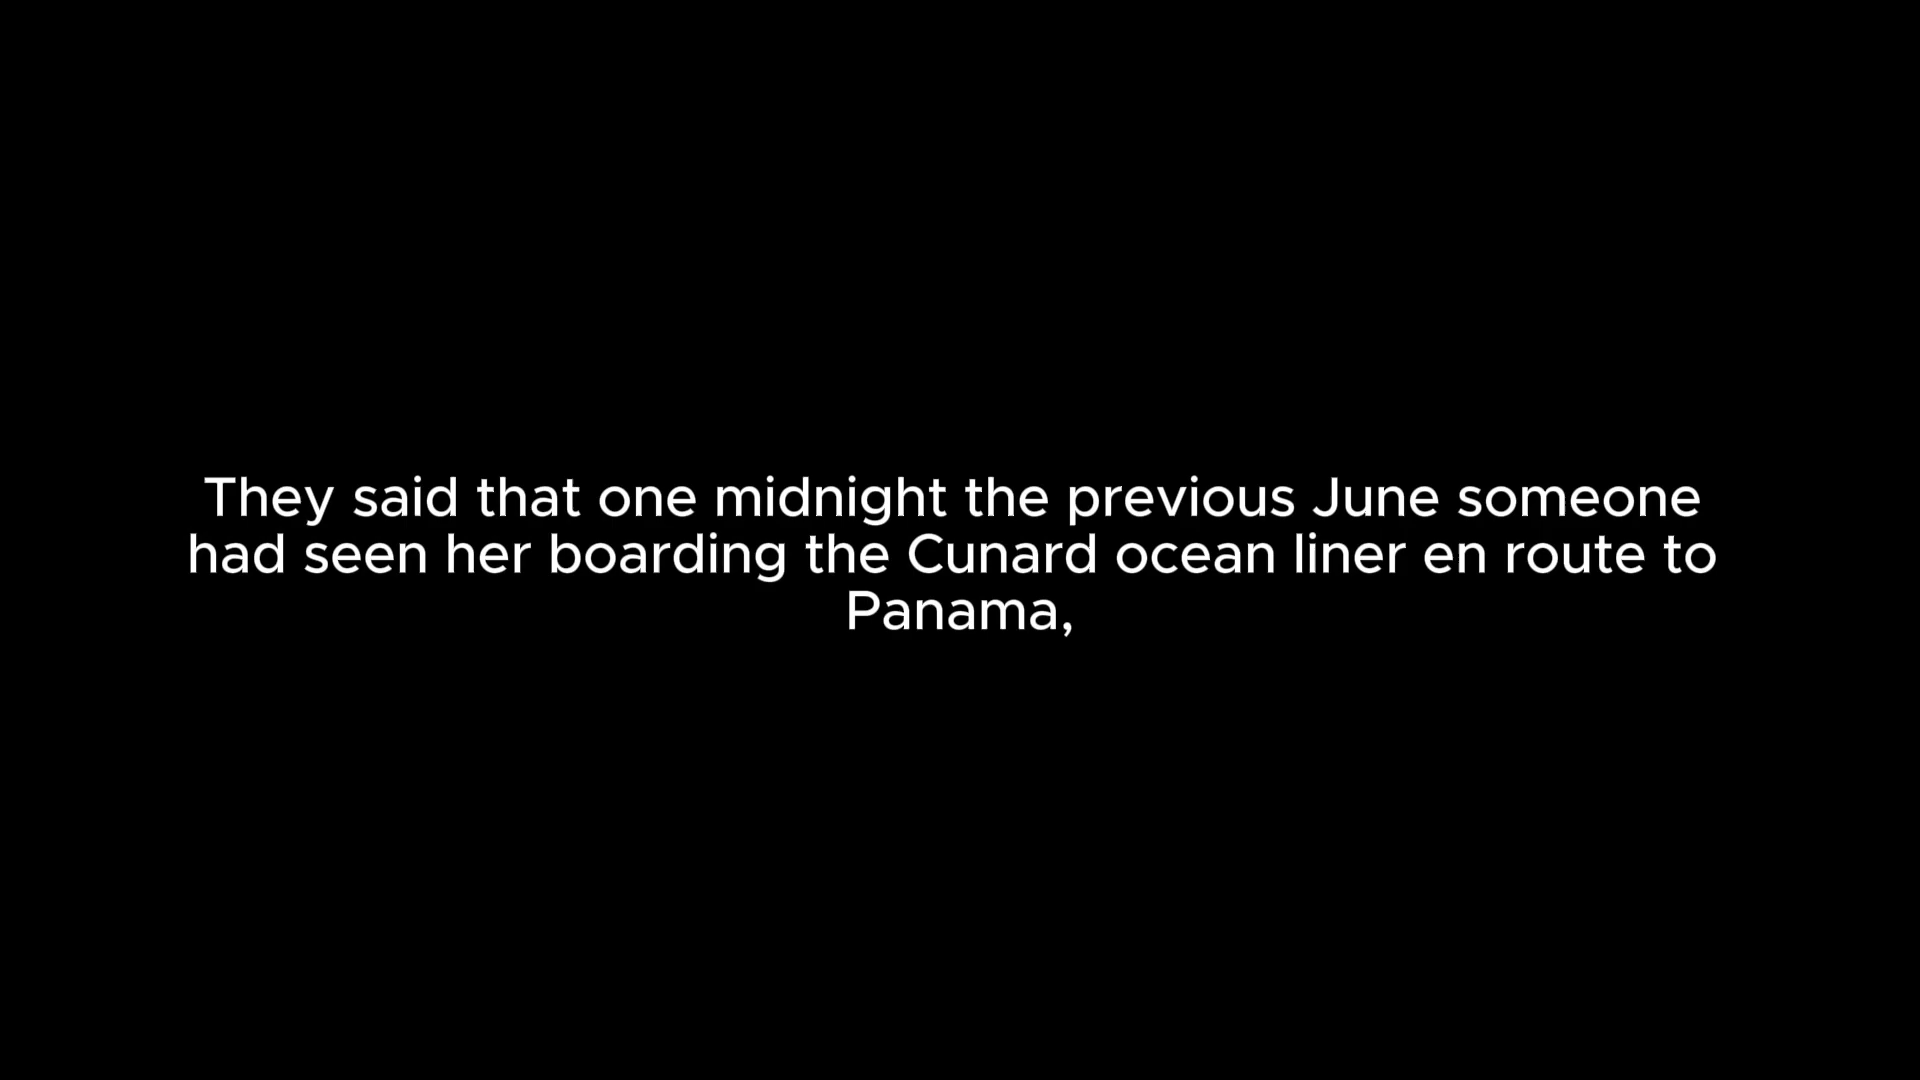 They said that one midnight the previous June someone
had seen her boarding the Cunard ocean liner en route to
Panama,